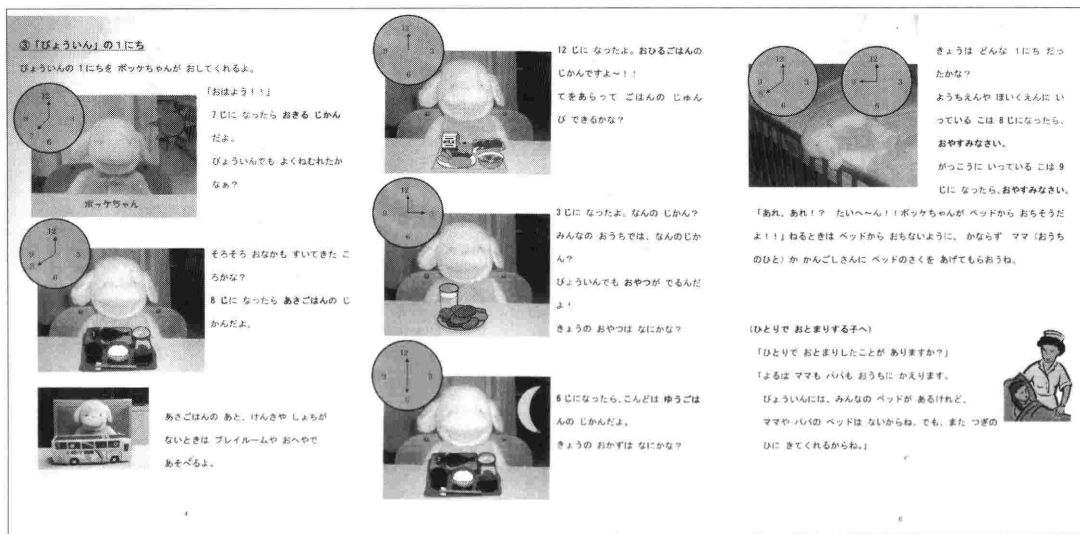 ③「びょういん」の1にち
びょういんの 1にちを ポッケちゃんが おしてくれるよ。
「おはよう！！」
7じに なったら おきる じかん
だよ。
びょういんでも よくねむれたか
なぁ？
ポッケちゃん
そろそろ おなかも すいてきた こ
ろかな？
8じに なったら あさごはんの じ
かんだよ。
あさごはんの あと、けんさや しょちが
ないときは プレイルームや おへやで
あそべるよ。
4
12じに なったよ。おひるごはんの
じかんですよ～！！
てをあらって ごはんの じゅん
び できるかな？
3じに なったよ。なんの じかん？
みんなの おうちでは、なんのじか
ん？
びょういんでも おやつが でるんだ
よ！
きょうの おやつは なにかな？
6じになったら、こんどは ゆうごは
んの じかんだよ。
きょうの おかずは なにかな？
きょうは どんな 1にち だっ
たかな？
ようちえんや ほいくえんに い
っている こは 8じになったら、
おやすみなさい。
がっこうに いっている こは 9
じに なったら、おやすみなさい。
「あれ、あれ！？ たいへ～ん！！ポッケちゃんが ベッドから おちそうだ
よ！！」ねるときは ベッドから おちないように、 かならず ママ（おうち
のひと）か かんごしさんに ベッドのさくを あげてもらおうね。
（ひとりで おとまりする子へ）
「ひとりで おとまりしたことが ありますか？」
「よるは ママも パパも おうちに かえります。
びょういんには、みんなの ベッドが あるけれど、
ママや パパの ベッドは ないからね。でも、また つぎの
ひに きてくれるからね。」
6